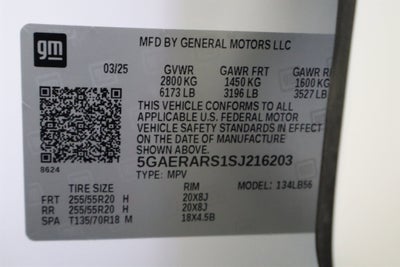 gm
MFD BY GENERAL MOTORS LLC
03/25 GVWR GAWR FRT GAWR R
2800 KG 1450 KG 1600 KG
6173 LB 3196 LB 3527 LB
THIS VEHICLE CONFORMS TO ALL
APPLICABLE U.S. FEDERAL MOTOR
VEHICLE SAFETY STANDARDS IN EFFECT
ON THE DATE OF MANUFACTURE
SHOWN ABOVE.
8624 5GAERARS1SJ216203
TYPE: MPV MODEL: 134LB56
TIRE SIZE RIM
FRT 255/55R20 H 20X8J
RR 255/55R20 H 20X8J
SPA T135/70R18 M 18X4.5B